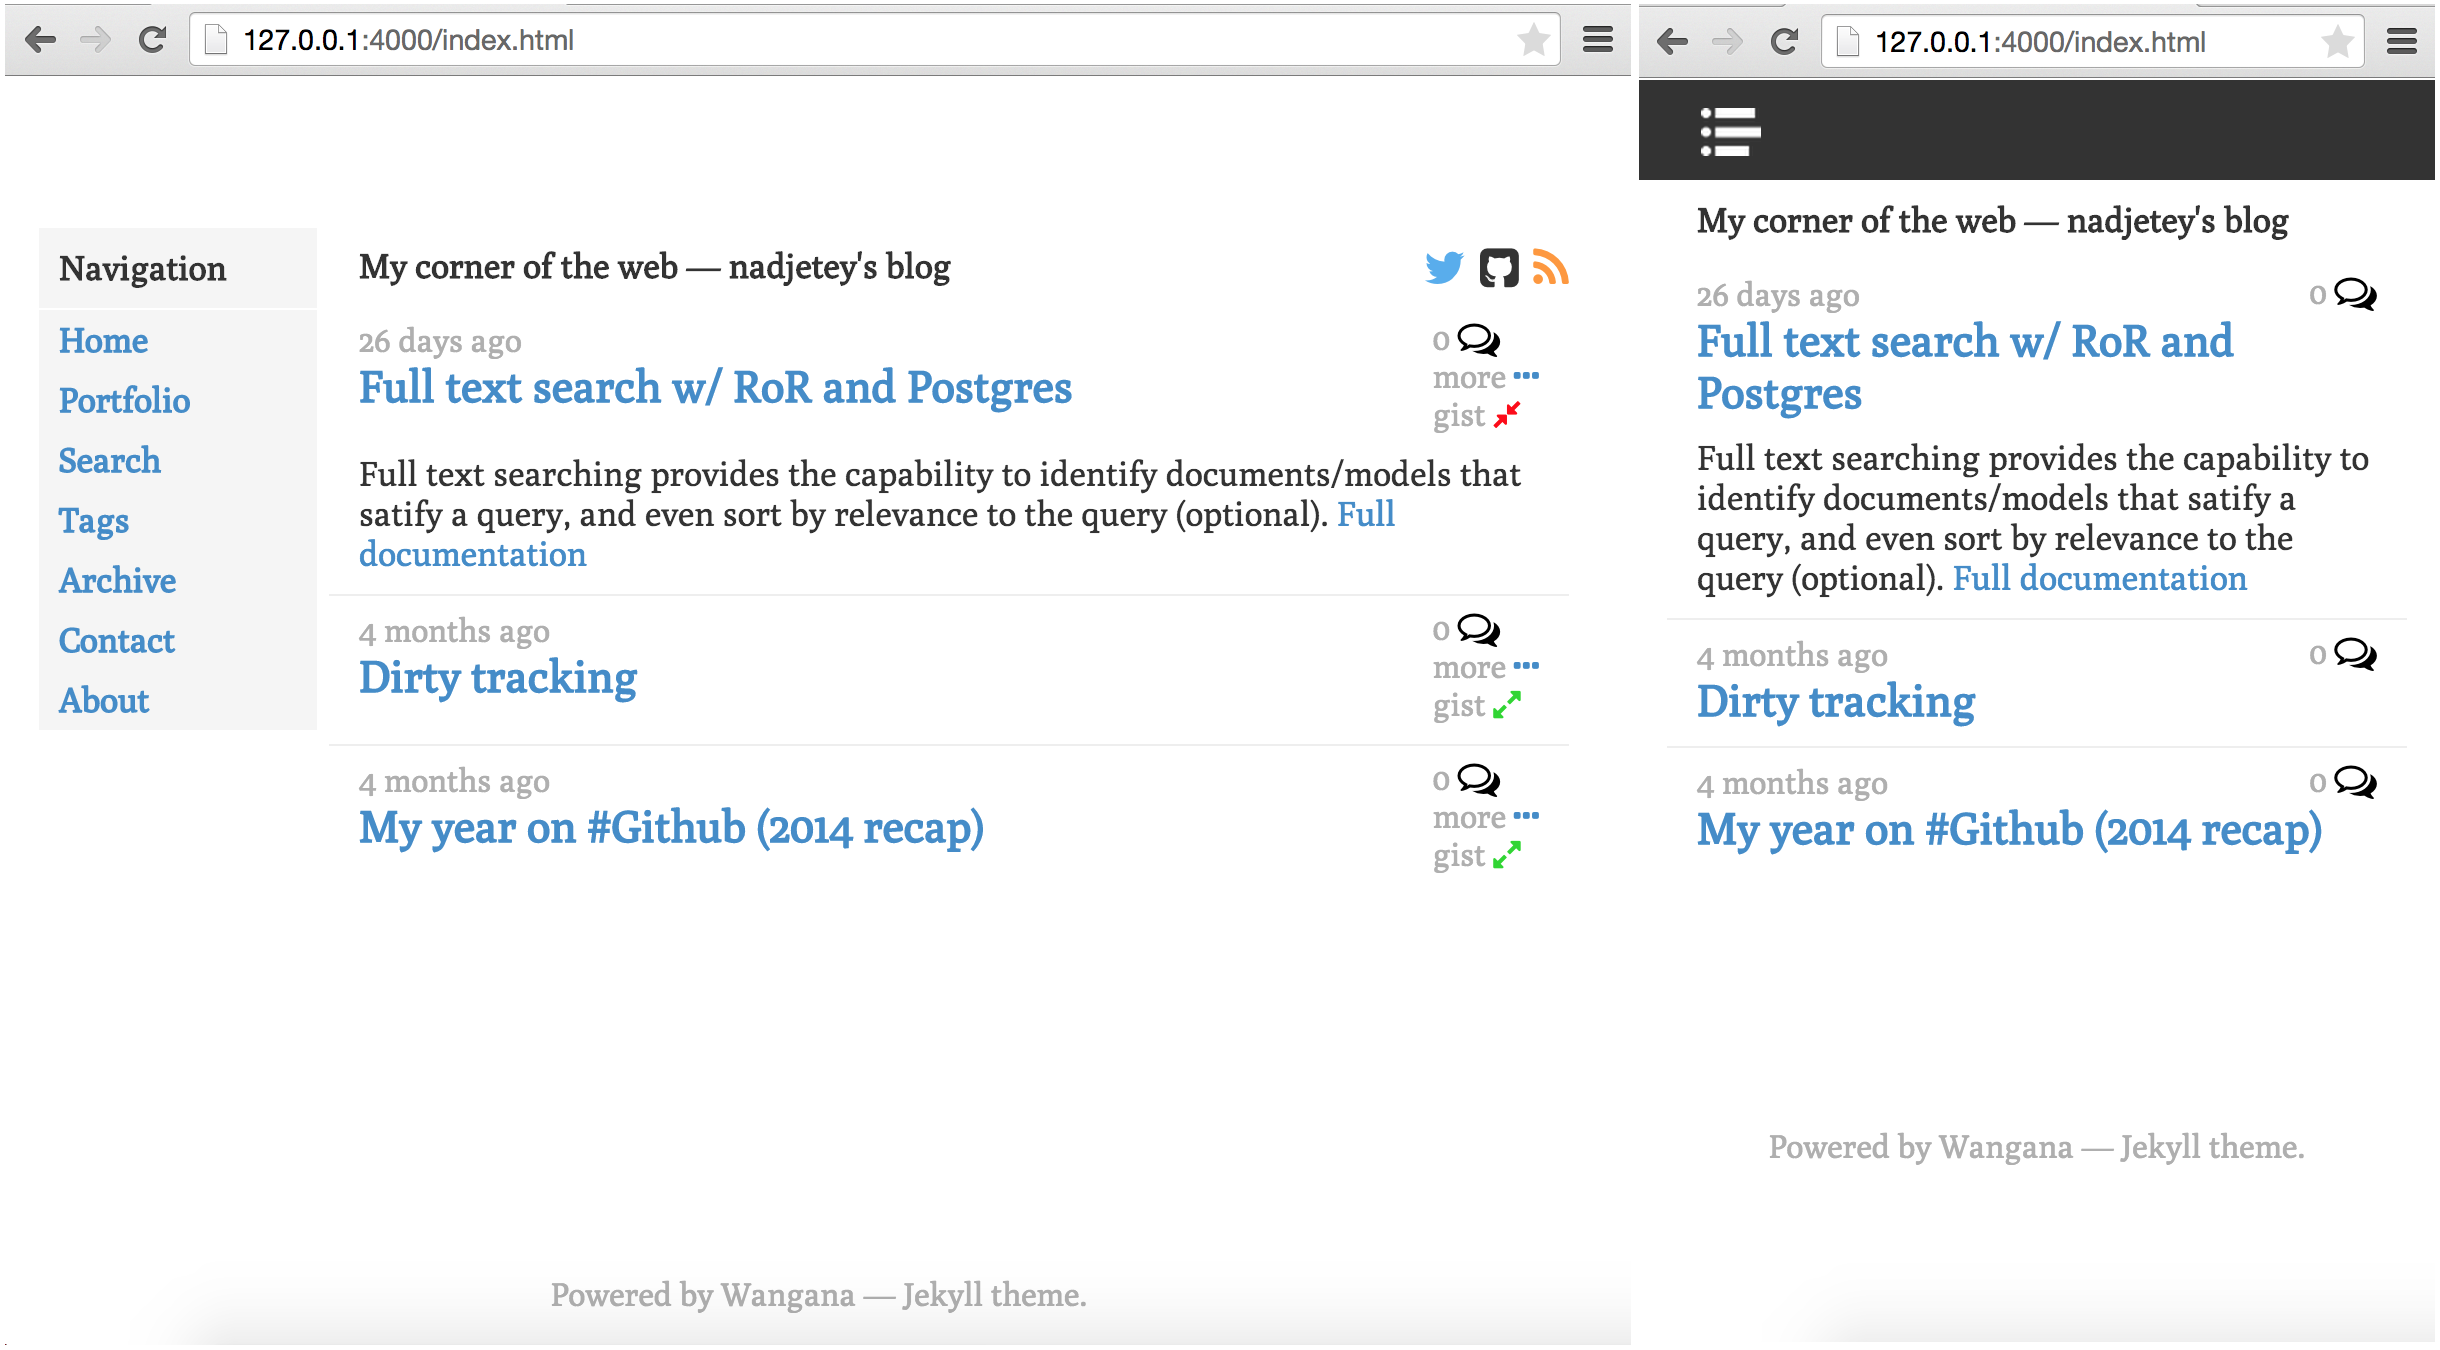 127.0.0.1:4000/index.html
Navigation
Home
Portfolio
Search
Tags
Archive
Contact
About
My corner of the web — nadjetey's blog
26 days ago
0
Full text search w/ RoR and Postgres
more
gist
Full text searching provides the capability to identify documents/models that
satify a query, and even sort by relevance to the query (optional). Full
documentation
4 months ago
0
Dirty tracking
more
gist
4 months ago
0
My year on #Github (2014 recap)
more
gist
Powered by Wangana — Jekyll theme.
127.0.0.1:4000/index.html
My corner of the web — nadjetey's blog
26 days ago
0
Full text search w/ RoR and
Postgres
Full text searching provides the capability to
identify documents/models that satify a
query, and even sort by relevance to the
query (optional). Full documentation
4 months ago
0
Dirty tracking
4 months ago
0
My year on #Github (2014 recap)
Powered by Wangana — Jekyll theme.